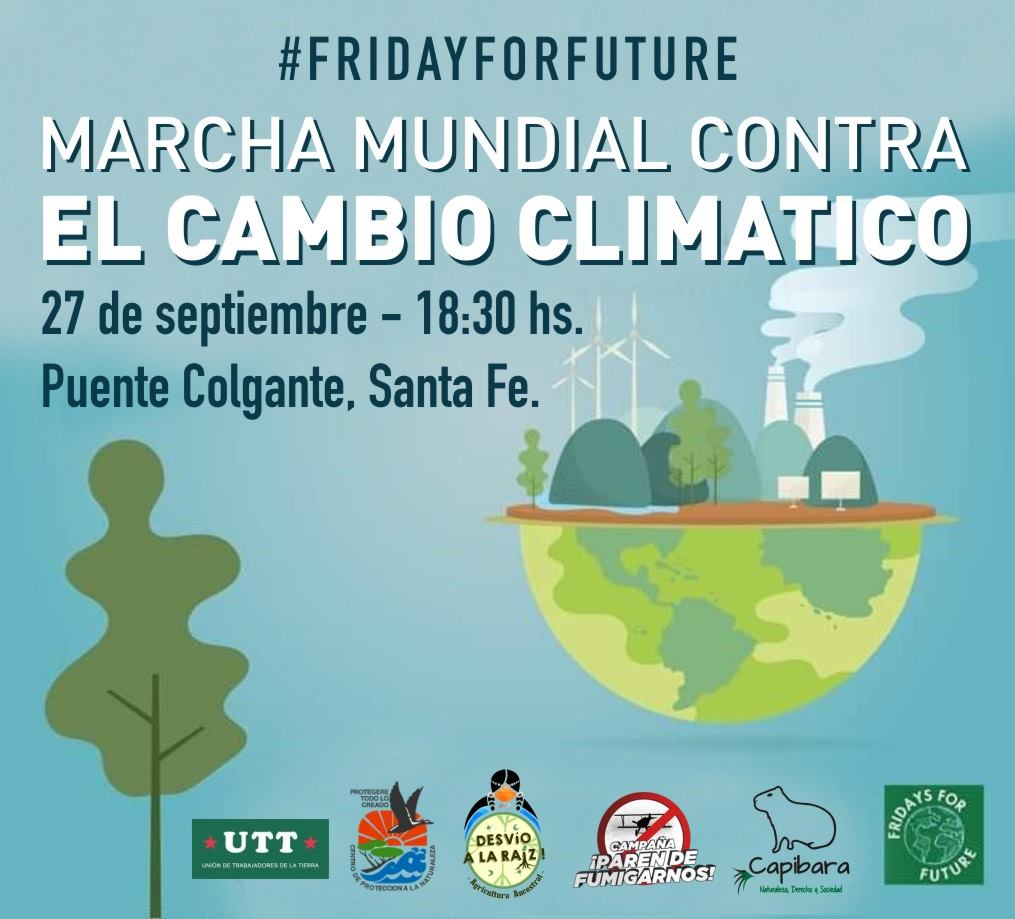 #FRIDAYFORFUTURE
MARCHA MUNDIAL CONTRA
EL CAMBIO CLIMATICO
27 de septiembre - 18:30 hs.
Puente Colgante, Santa Fe.
UTT
UNIÓN DE TRABAJADORES DE LA TIERRA
PROTEGERE
TODO LO
CREADO
CENTRO DE PROTECCION A LA NATURALEZA
DESVÍO
A LA RAÍZ!
- Agricultura Ancestral -
CAMPAÑA
¡PAREN DE
FUMIGARNOS!
Capibara
Naturaleza, Derecho y Sociedad
FRIDAYS FOR
FUTURE